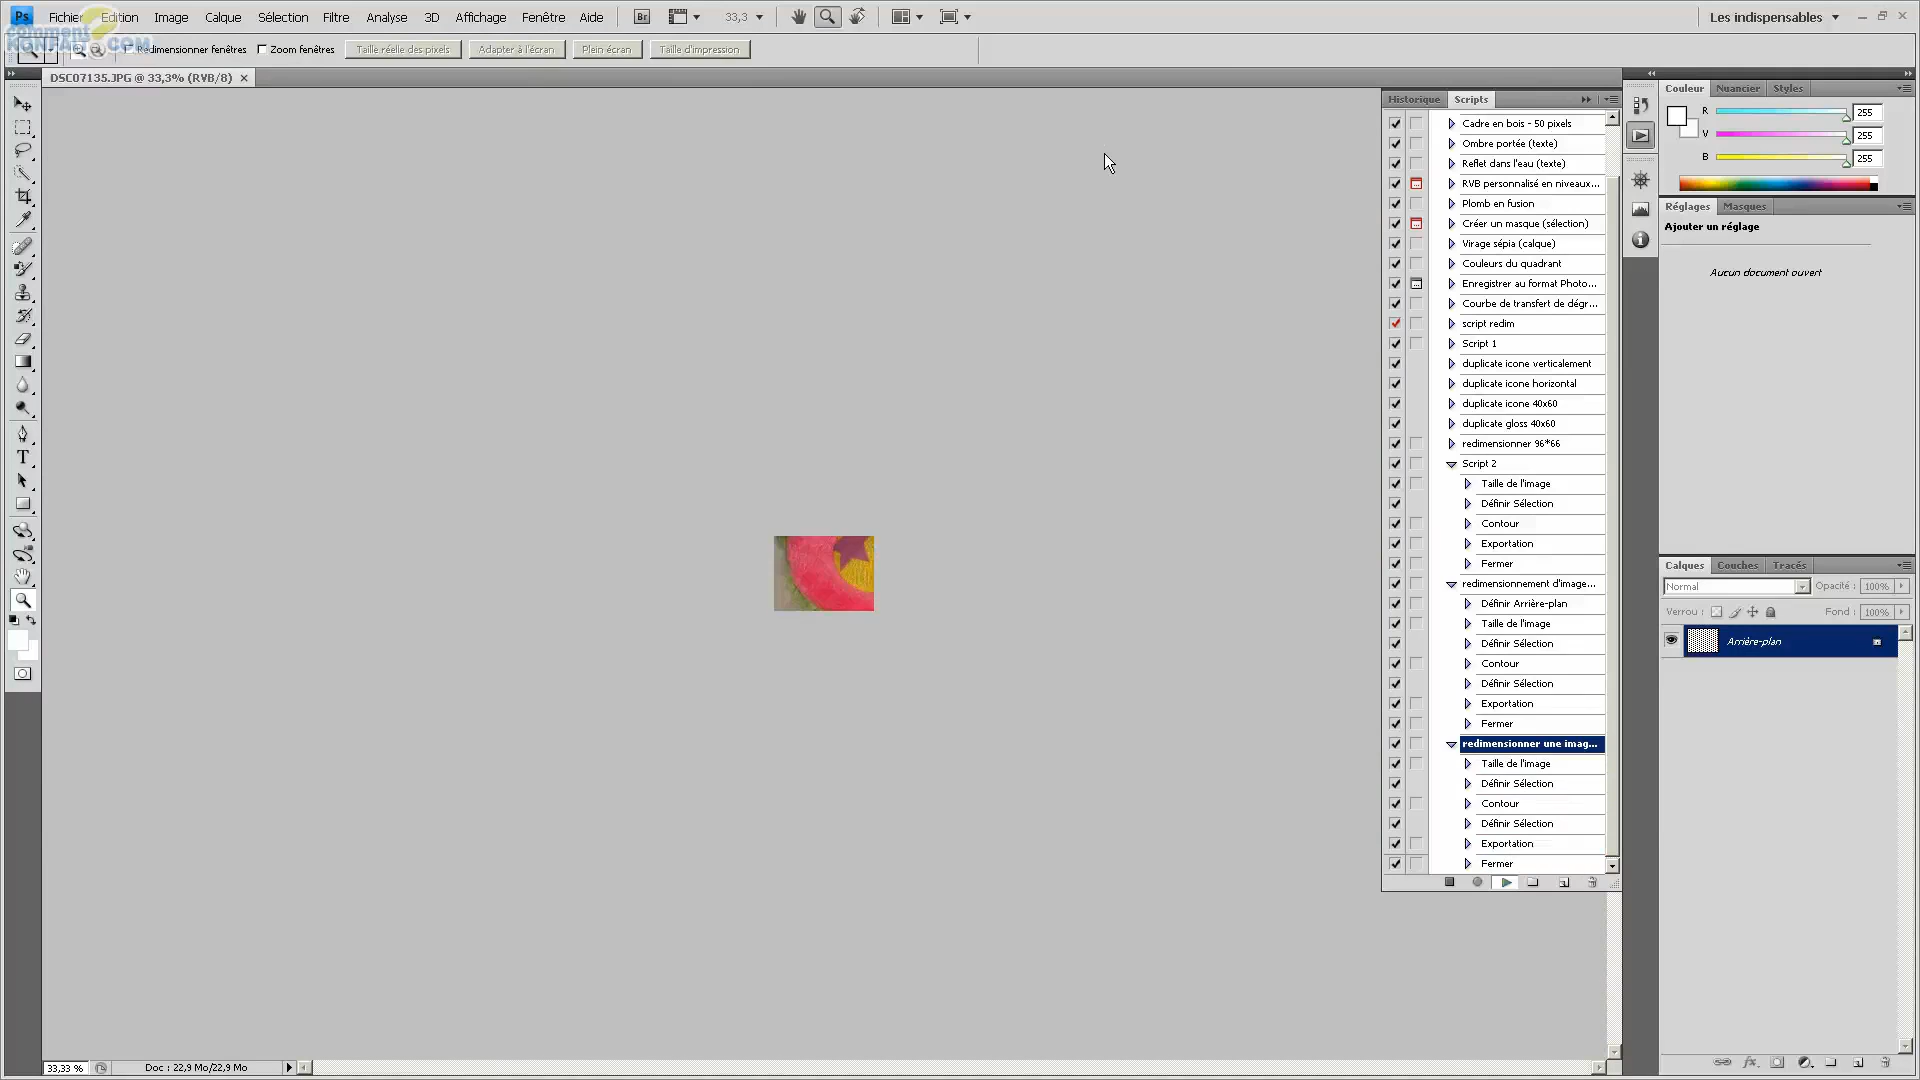 Ps Fichier Edition Image Calque Sélection Filtre Analyse 3D Affichage Fenêtre Aide Br 33,3 Les indispensables
Redimensionner fenêtres Zoom fenêtres Taille réelle des pixels Adapter à l'écran Plein écran Taille d'impression
DSC07135.JPG @ 33,3% (RVB/8)
Historique Scripts
Cadre en bois - 50 pixels
Ombre portée (texte)
Reflet dans l'eau (texte)
RVB personnalisé en niveaux...
Plomb en fusion
Créer un masque (sélection)
Virage sépia (calque)
Couleurs du quadrant
Enregistrer au format Photo...
Courbe de transfert de dégr...
script redim
Script 1
duplicate icone verticalement
duplicate icone horizontal
duplicate icone 40x60
duplicate gloss 40x60
redimensionner 96*66
Script 2
Taille de l'image
Définir Sélection
Contour
Exportation
Fermer
redimensionnement d'image...
Définir Arrière-plan
Taille de l'image
Définir Sélection
Contour
Définir Sélection
Exportation
Fermer
redimensionner une imag...
Taille de l'image
Définir Sélection
Contour
Définir Sélection
Exportation
Fermer
Couleur Nuancier Styles
R 255
V 255
B 255
Réglages Masques
Ajouter un réglage
Aucun document ouvert
Calques Couches Tracés
Normal Opacité : 100%
Verrou : Fond : 100%
Arrière-plan
33,33 % Doc : 22,9 Mo/22,9 Mo